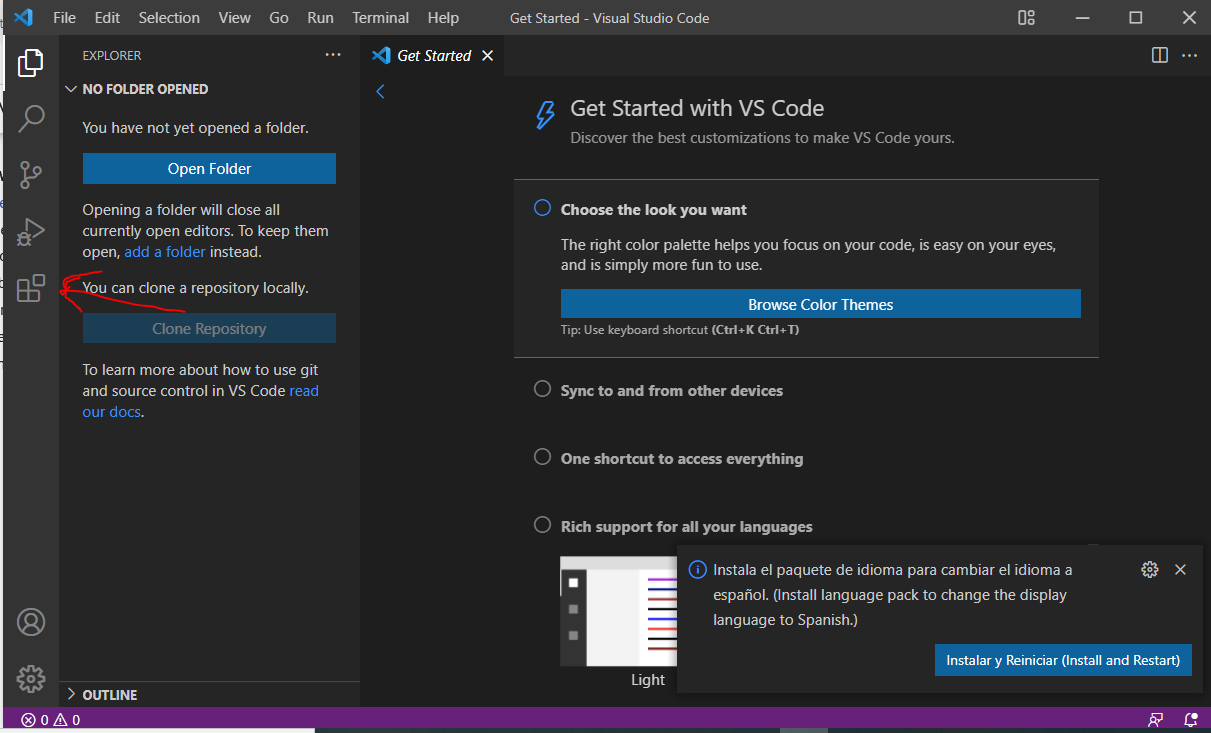 File Edit Selection View Go Run Terminal Help Get Started - Visual Studio Code
EXPLORER
NO FOLDER OPENED
You have not yet opened a folder.
Open Folder
Opening a folder will close all
currently open editors. To keep them
open, add a folder instead.
You can clone a repository locally.
Clone Repository
To learn more about how to use git
and source control in VS Code read
our docs.
OUTLINE
Get Started
Get Started with VS Code
Discover the best customizations to make VS Code yours.
Choose the look you want
The right color palette helps you focus on your code, is easy on your eyes,
and is simply more fun to use.
Browse Color Themes
Tip: Use keyboard shortcut (Ctrl+K Ctrl+T)
Sync to and from other devices
One shortcut to access everything
Rich support for all your languages
Light
Instala el paquete de idioma para cambiar el idioma a
español. (Install language pack to change the display
language to Spanish.)
Instalar y Reiniciar (Install and Restart)
0 0